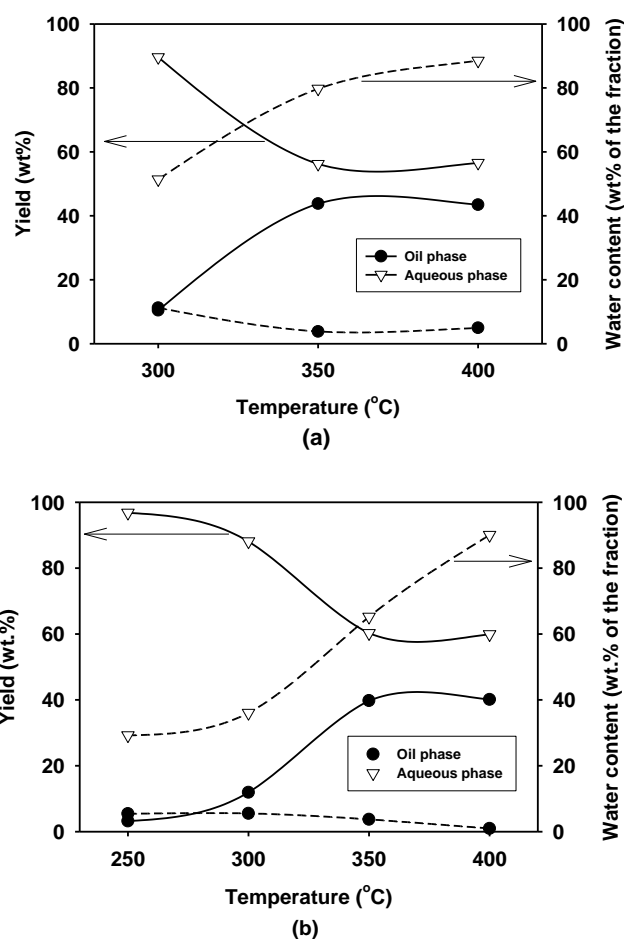 100
80
60
40
20
0
Yield (wt%)
100
80
60
40
20
0
Water content (wt% of the fraction)
Oil phase
Aqueous phase
300 350 400
Temperature (oC)
(a)
100
80
60
40
20
0
Yield (wt.%)
100
80
60
40
20
0
Water content (wt.% of the fraction)
Oil phase
Aqueous phase
250 300 350 400
Temperature (oC)
(b)